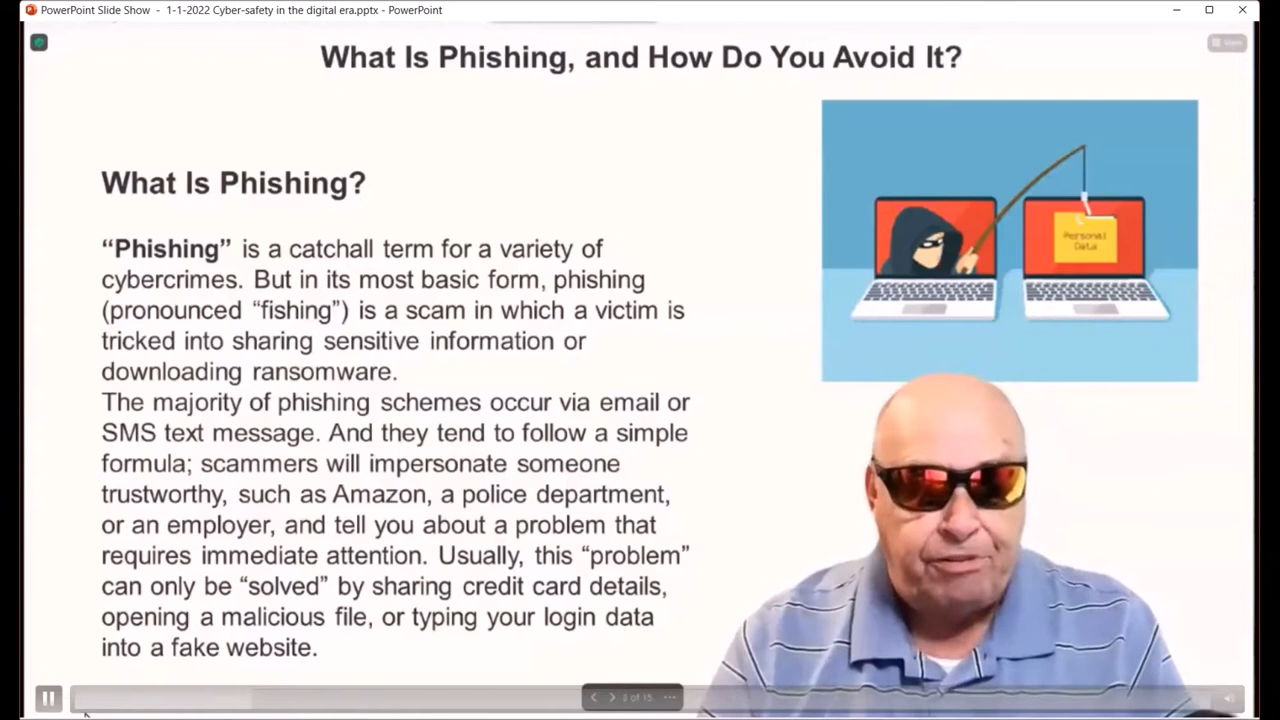 PowerPoint Slide Show - 1-1-2022 Cyber-safety in the digital era.pptx - PowerPoint
What Is Phishing, and How Do You Avoid It?
Personal
Data
What Is Phishing?
“Phishing” is a catchall term for a variety of
cybercrimes. But in its most basic form, phishing
(pronounced “fishing”) is a scam in which a victim is
tricked into sharing sensitive information or
downloading ransomware.
The majority of phishing schemes occur via email or
SMS text message. And they tend to follow a simple
formula; scammers will impersonate someone
trustworthy, such as Amazon, a police department,
or an employer, and tell you about a problem that
requires immediate attention. Usually, this “problem”
can only be “solved” by sharing credit card details,
opening a malicious file, or typing your login data
into a fake website.
of 15